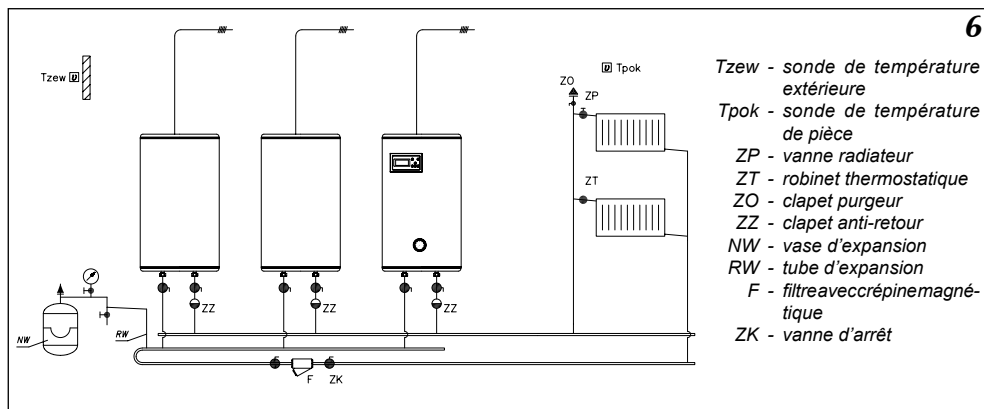 6
Tzew
U
U Tpok
ZO
ZP
ZT
ZZ
ZZ
ZZ
NW
RW
F
ZK
Tzew - sonde de température
extérieure
Tpok - sonde de température
de pièce
ZP - vanne radiateur
ZT - robinet thermostatique
ZO - clapet purgeur
ZZ - clapet anti-retour
NW - vase d'expansion
RW - tube d'expansion
F - filtreaveccrépinemagné-
tique
ZK - vanne d'arrêt